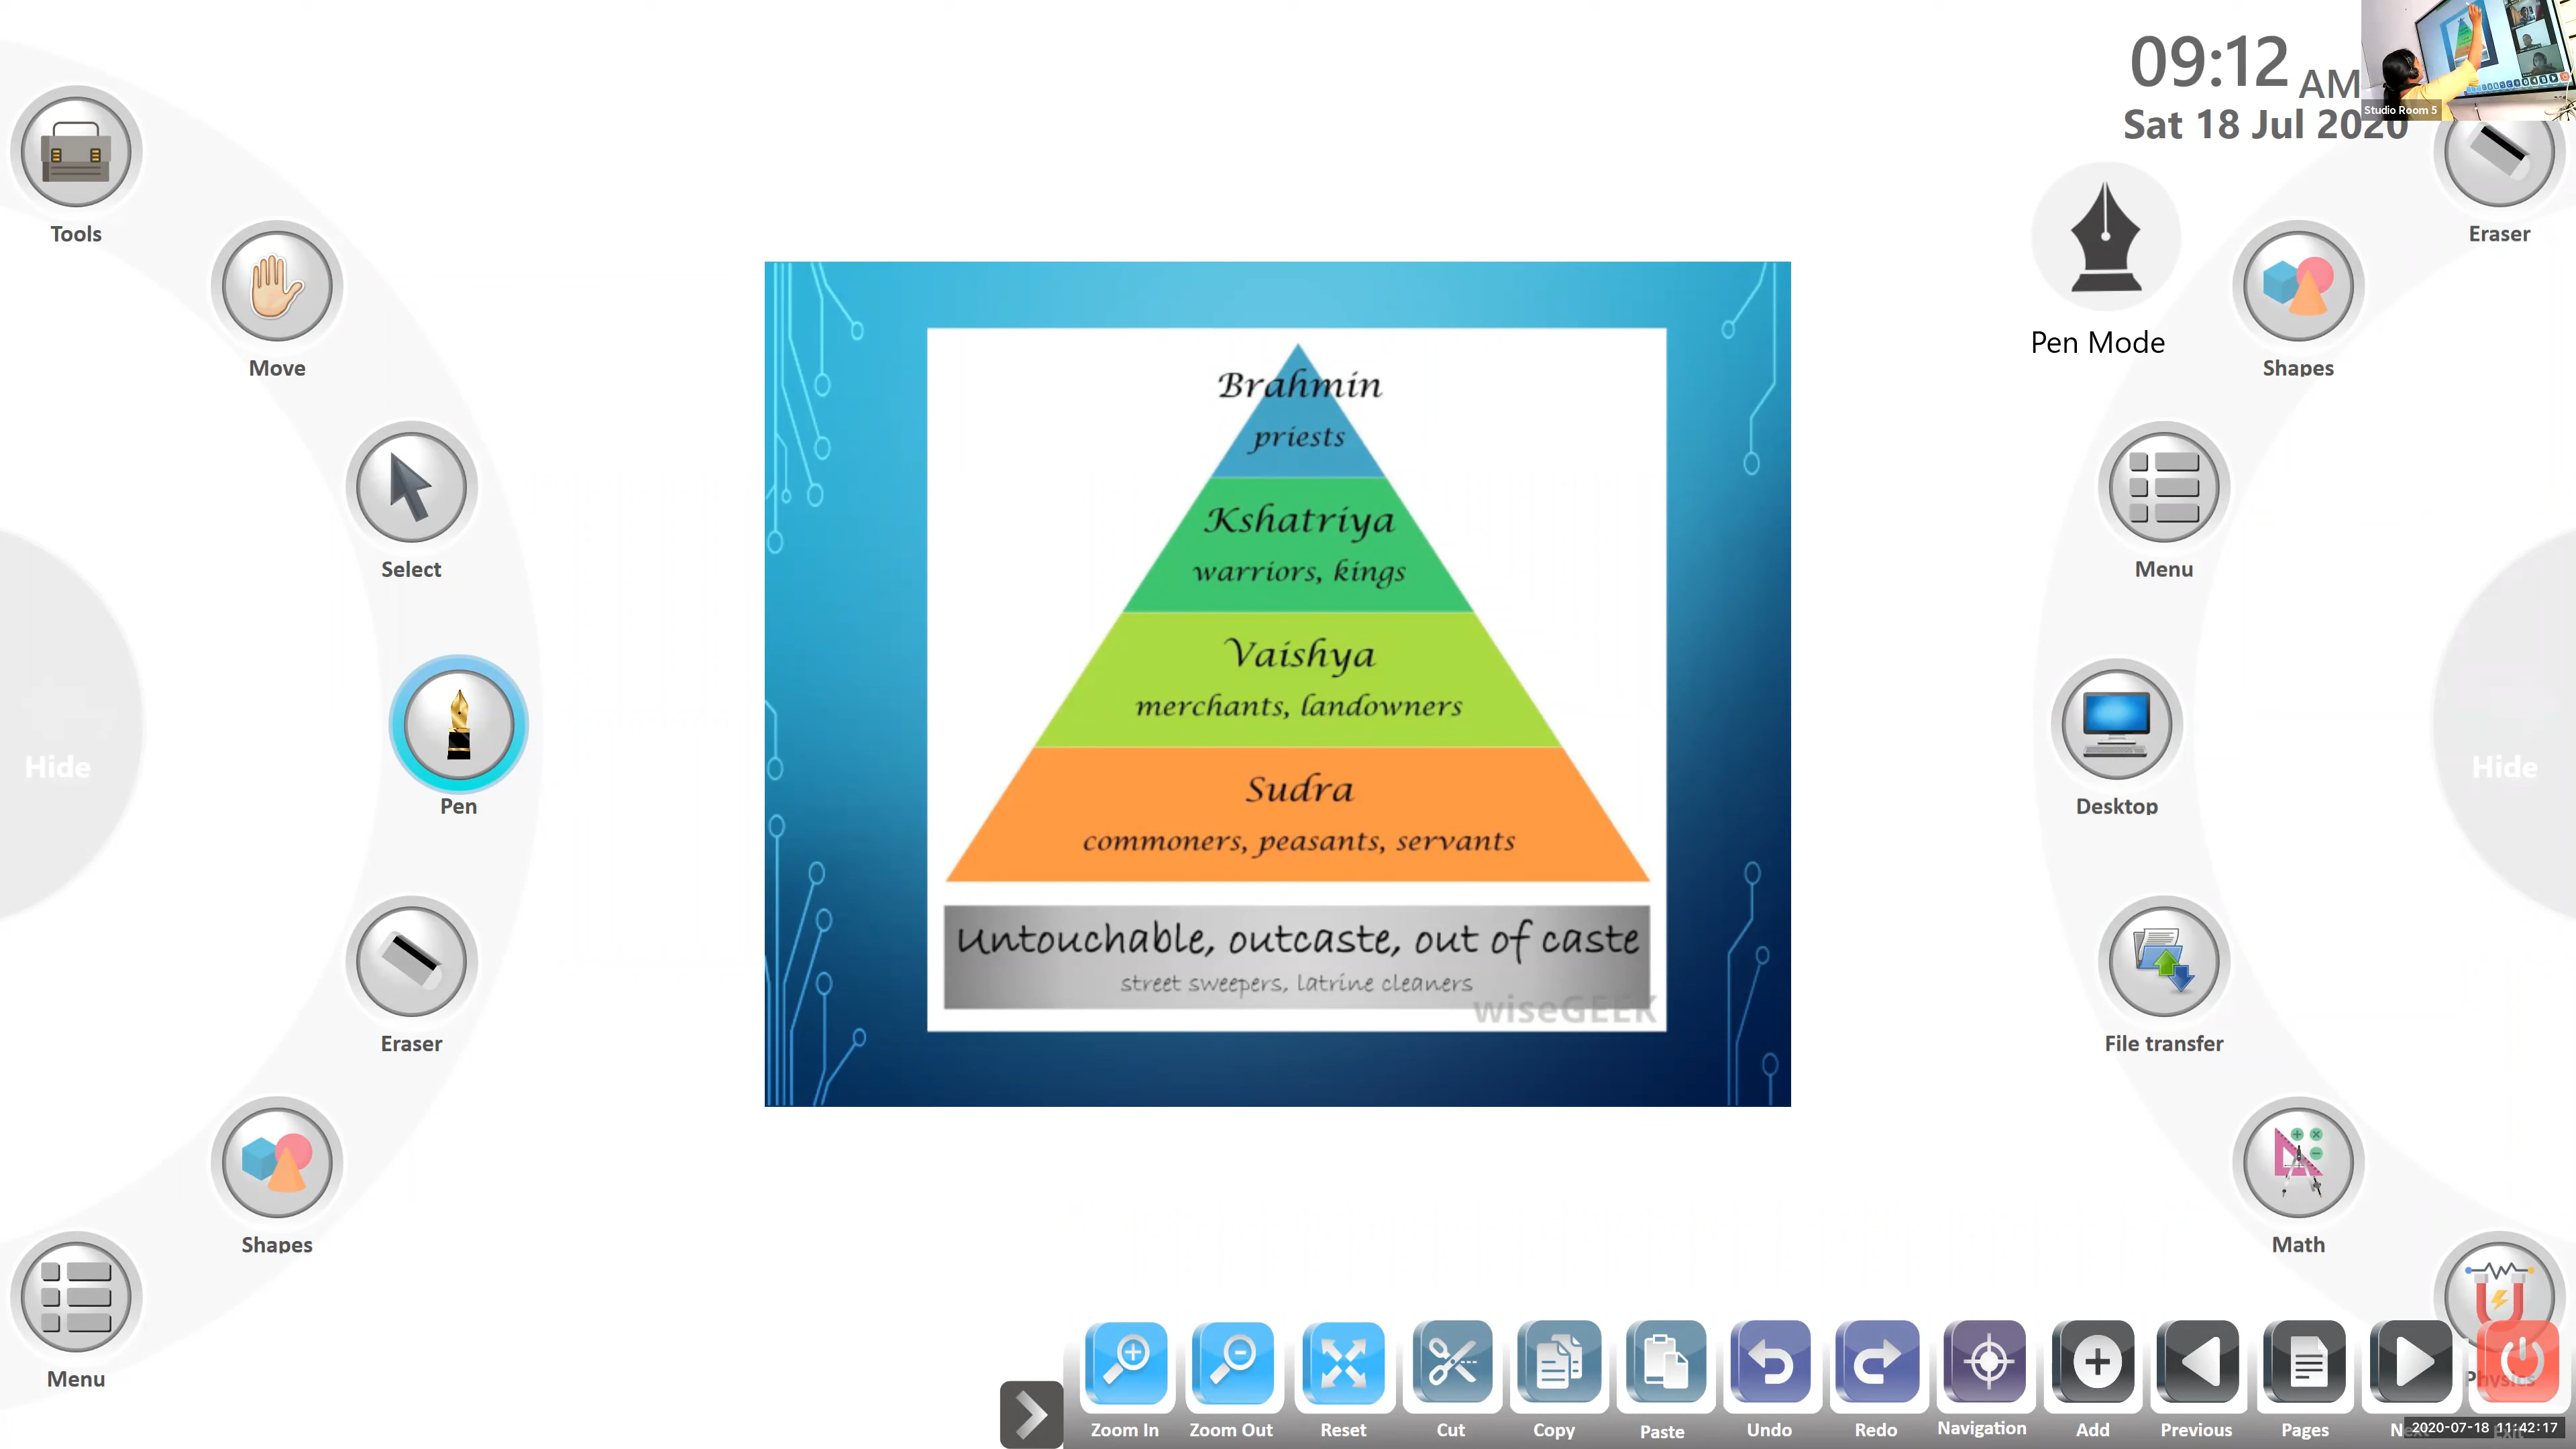 09:12 AM
Studio Room 5
Sat 18 Jul 2020
Tools
Move
Select
Pen
Eraser
Shapes
Menu
Hide
Brahmin
priests
Kshatriya
warriors, kings
Vaishya
merchants, landowners
Sudra
commoners, peasants, servants
Untouchable, outcaste, out of caste
street sweepers, latrine cleaners
wiseGEEK
Pen Mode
Eraser
Shapes
Menu
Desktop
Hide
File transfer
Math
Physics
Zoom In
Zoom Out
Reset
Cut
Copy
Paste
Undo
Redo
Navigation
Add
Previous
Pages
2020-07-18 11:42:17